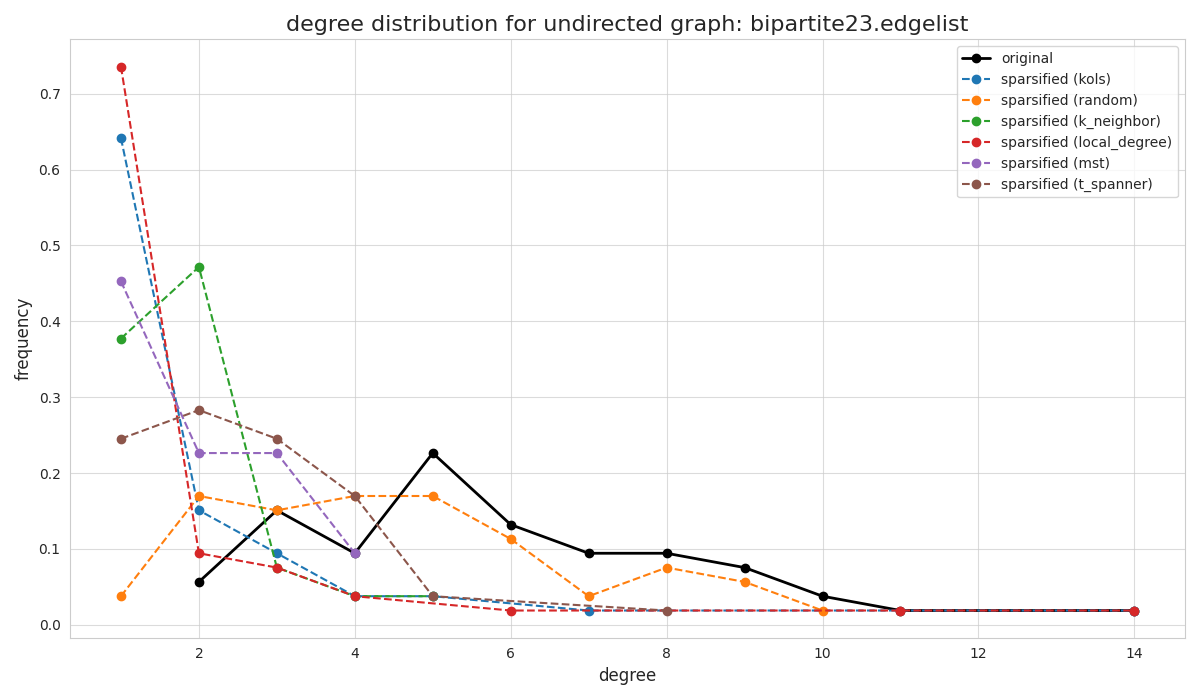 degree distribution for undirected graph: bipartite23.edgelist
original
sparsified (kols)
sparsified (random)
sparsified (k_neighbor)
sparsified (local_degree)
sparsified (mst)
sparsified (t_spanner)
0.7
0.6
0.5
0.4
0.3
0.2
0.1
0.0
frequency
2 4 6 8 10 12 14
degree